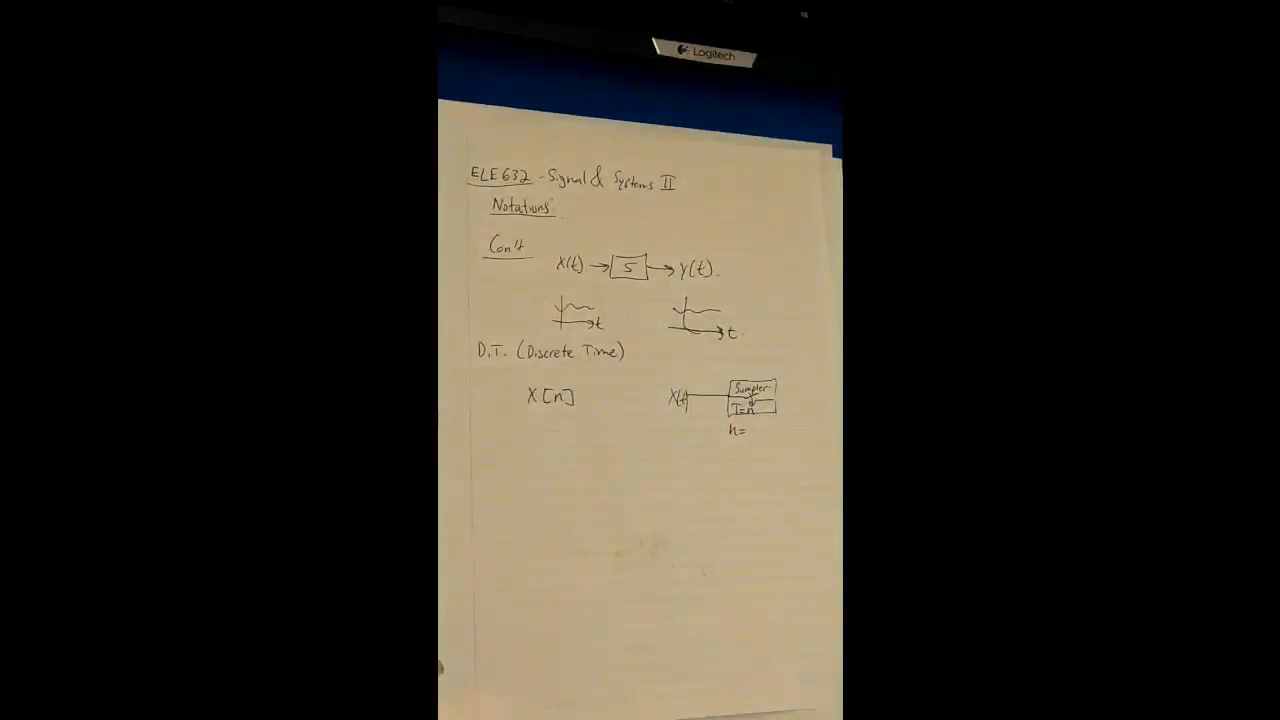 Logitech
ELE632 - Signal & Systems II
Notations
Con't
X(t) → S → Y(t).
t
t
D.T. (Discrete Time)
X[n]
X(t)
Sampler
T=n
n=